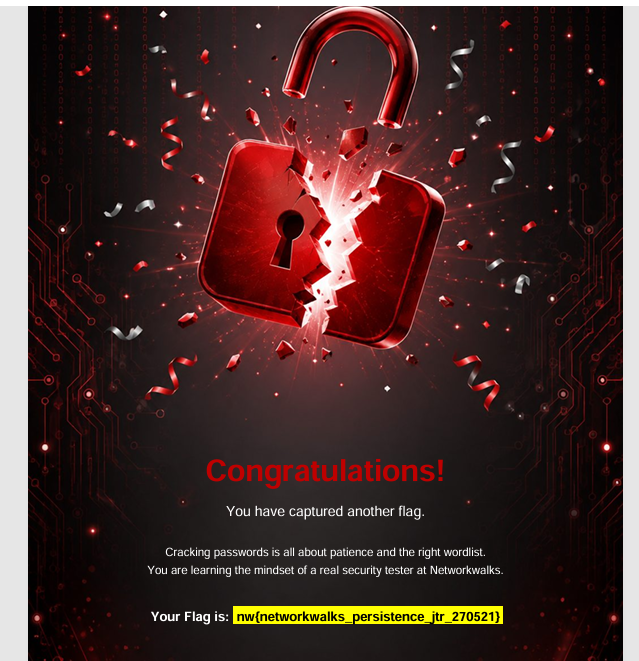 Congratulations!
You have captured another flag.
Cracking passwords is all about patience and the right wordlist.
You are learning the mindset of a real security tester at Networkwalks.
Your Flag is: nw{networkwalks_persistence_jtr_270521}